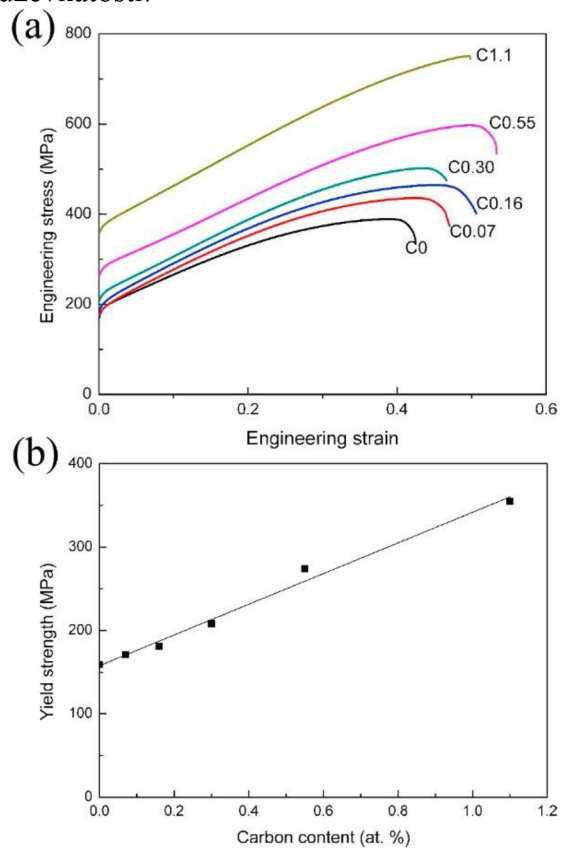 (a)
800
600
400
200
0
Engineering stress (MPa)
C1.1
C0.55
C0.30
C0.16
C0.07
C0
0.0 0.2 0.4 0.6
Engineering strain
(b)
400
300
200
100
0
Yield strength (MPa)
0.0 0.2 0.4 0.6 0.8 1.0 1.2
Carbon content (at. %)